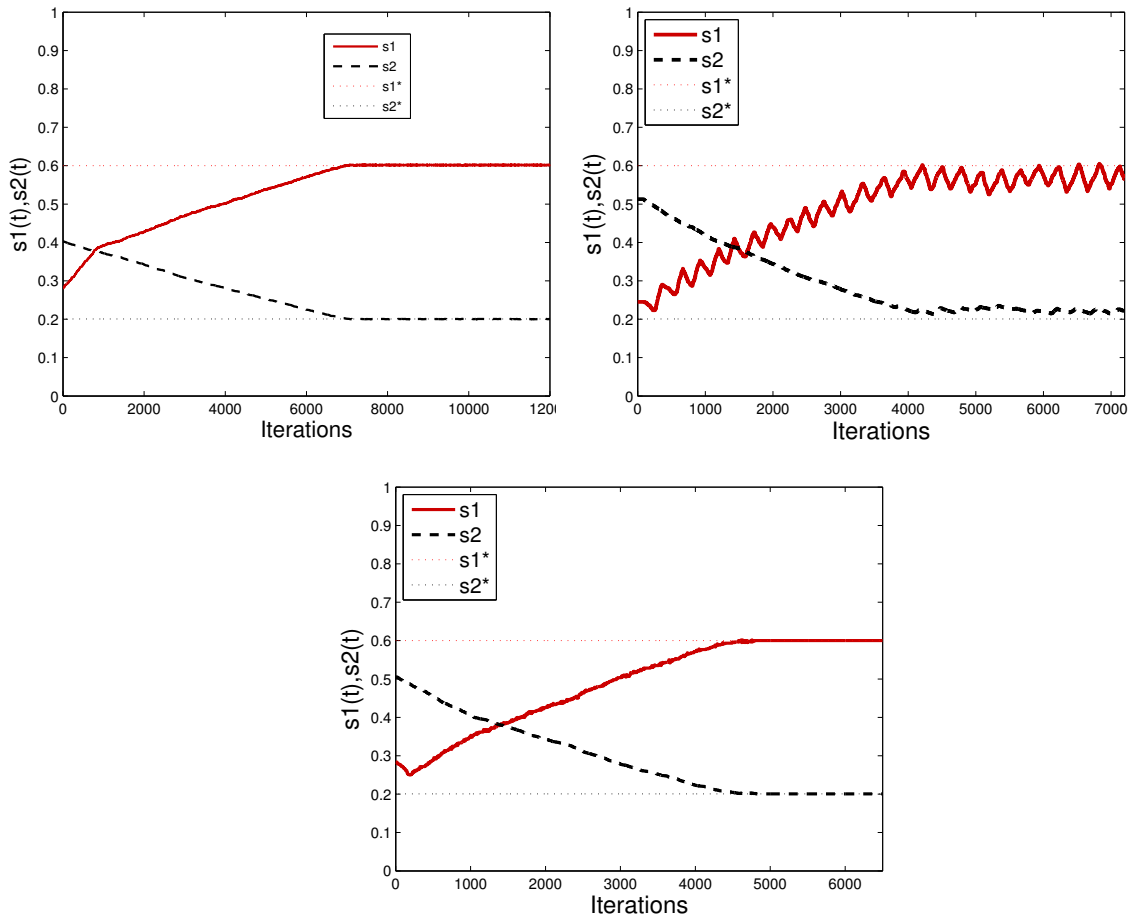 1
0.9
0.8
0.7
0.6
0.5
0.4
0.3
0.2
0.1
0
s1(t),s2(t)
s1
s2
s1*
s2*
0 2000 4000 6000 8000 10000 1200
Iterations
1
0.9
0.8
0.7
0.6
0.5
0.4
0.3
0.2
0.1
0
s1(t),s2(t)
s1
s2
s1*
s2*
0 1000 2000 3000 4000 5000 6000 7000
Iterations
1
0.9
0.8
0.7
0.6
0.5
0.4
0.3
0.2
0.1
0
s1(t),s2(t)
s1
s2
s1*
s2*
0 1000 2000 3000 4000 5000 6000
Iterations